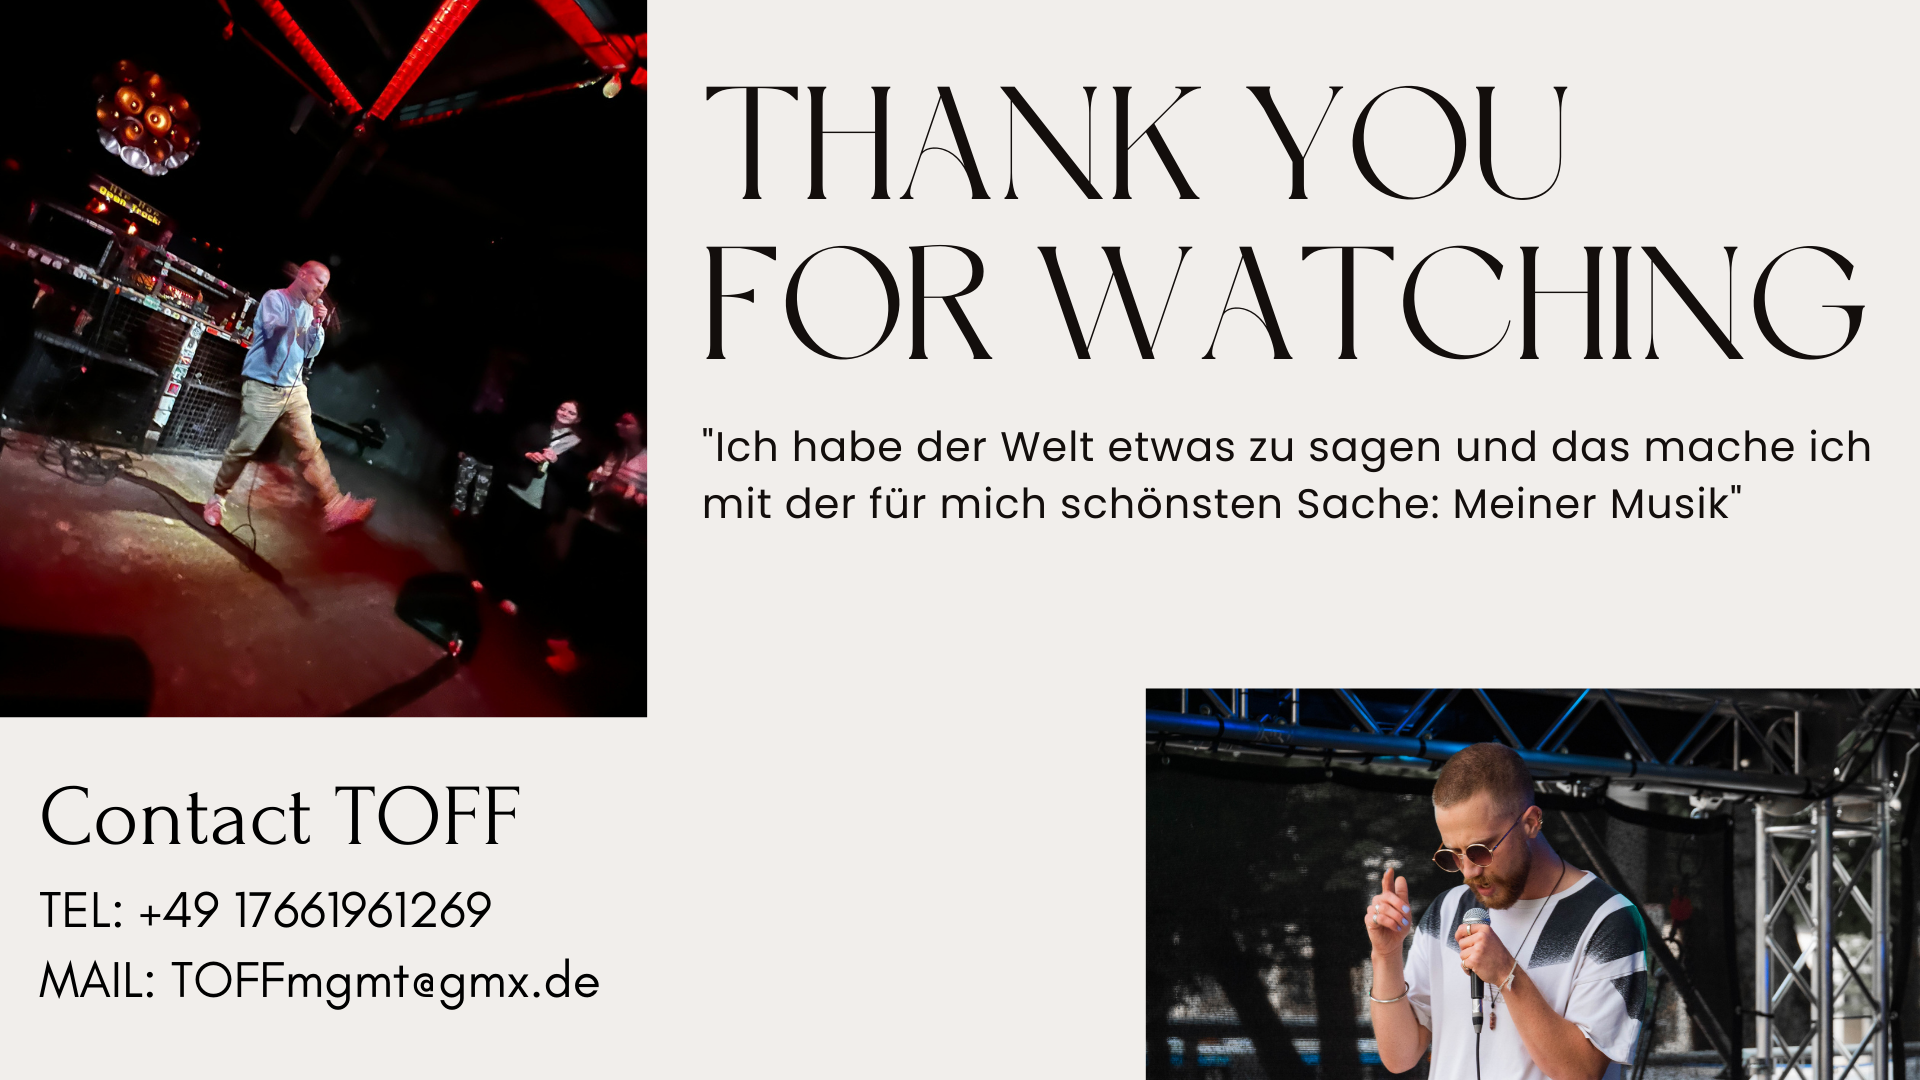 THANK YOU
FOR WATCHING
"Ich habe der Welt etwas zu sagen und das mache ich
mit der für mich schönsten Sache: Meiner Musik"
Contact TOFF
TEL: +49 17661961269
MAIL: TOFFmgmt@gmx.de